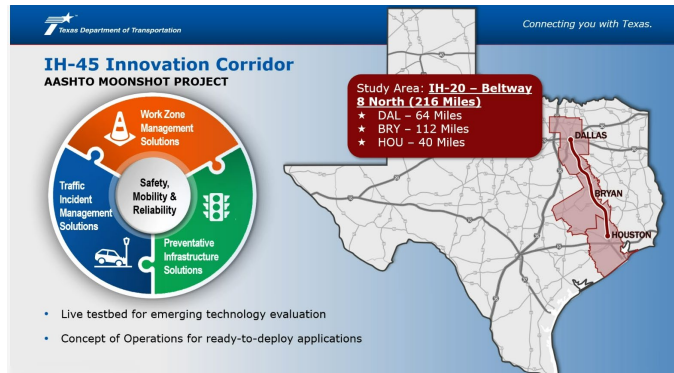 Texas Department of Transportation
Connecting you with Texas.
IH-45 Innovation Corridor
AASHTO MOONSHOT PROJECT
Study Area: IH-20 – Beltway
8 North (216 Miles)
★ DAL – 64 Miles
★ BRY – 112 Miles
★ HOU – 40 Miles
Work Zone
Management
Solutions
Traffic
Incident
Management
Solutions
Safety,
Mobility &
Reliability
Preventative
Infrastructure
Solutions
DALLAS
BRYAN
HOUSTON
• Live testbed for emerging technology evaluation
• Concept of Operations for ready-to-deploy applications